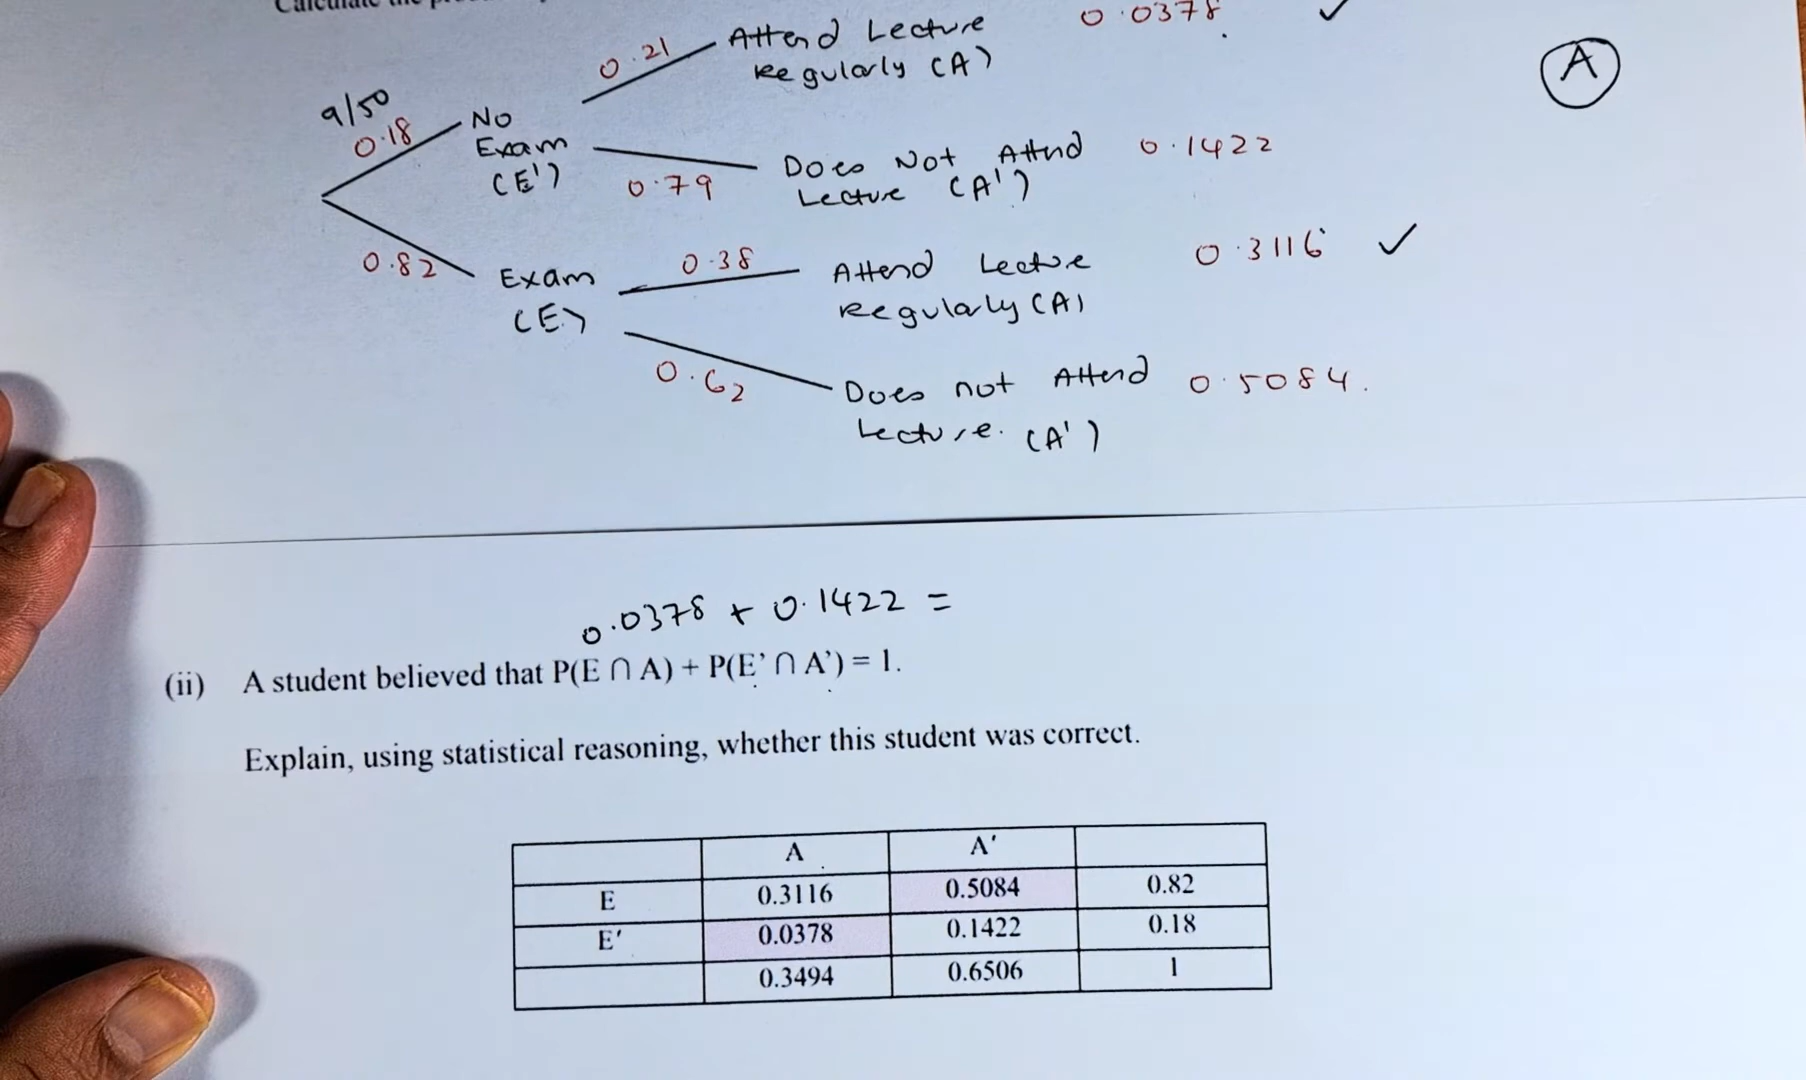 0.21
Attend Lecture
Regularly (A)
0.0378 ✓
A
9/50
0.18
No
Exam
(E')
0.79
Does Not Attnd
Lecture (A')
0.1422
0.82
Exam
(E)
0.38
Attend Lectore
Regularly (A)
0.3116 ✓
0.62
Does not Attend
Lecture. (A')
0.5084.
0.0378 + 0.1422 =
(ii) A student believed that P(E ∩ A) + P(E' ∩ A') = 1.
Explain, using statistical reasoning, whether this student was correct.
A A'
E 0.3116 0.5084 0.82
E' 0.0378 0.1422 0.18
0.3494 0.6506 1